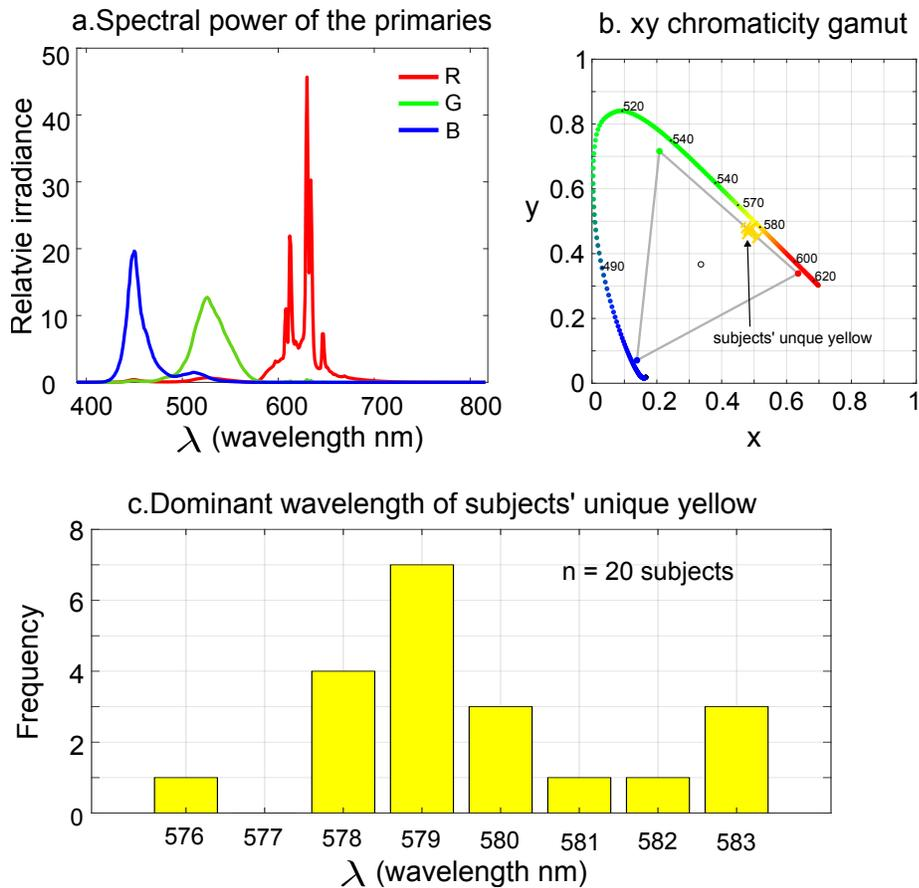 a.Spectral power of the primaries
50
40
30
20
10
0
Relatvie irradiance
R
G
B
400 500 600 700 800
λ (wavelength nm)
b. xy chromaticity gamut
1
0.8
0.6
0.4
0.2
0
y
520
540
540
570
580
600
620
490
subjects' unque yellow
0 0.2 0.4 0.6 0.8 1
x
c.Dominant wavelength of subjects' unique yellow
8
6
4
2
0
Frequency
n = 20 subjects
576 577 578 579 580 581 582 583
λ (wavelength nm)